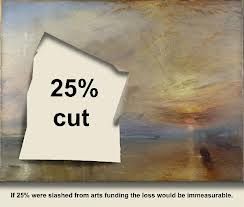 25%
cut
If 25% were slashed from arts funding the loss would be immeasurable.